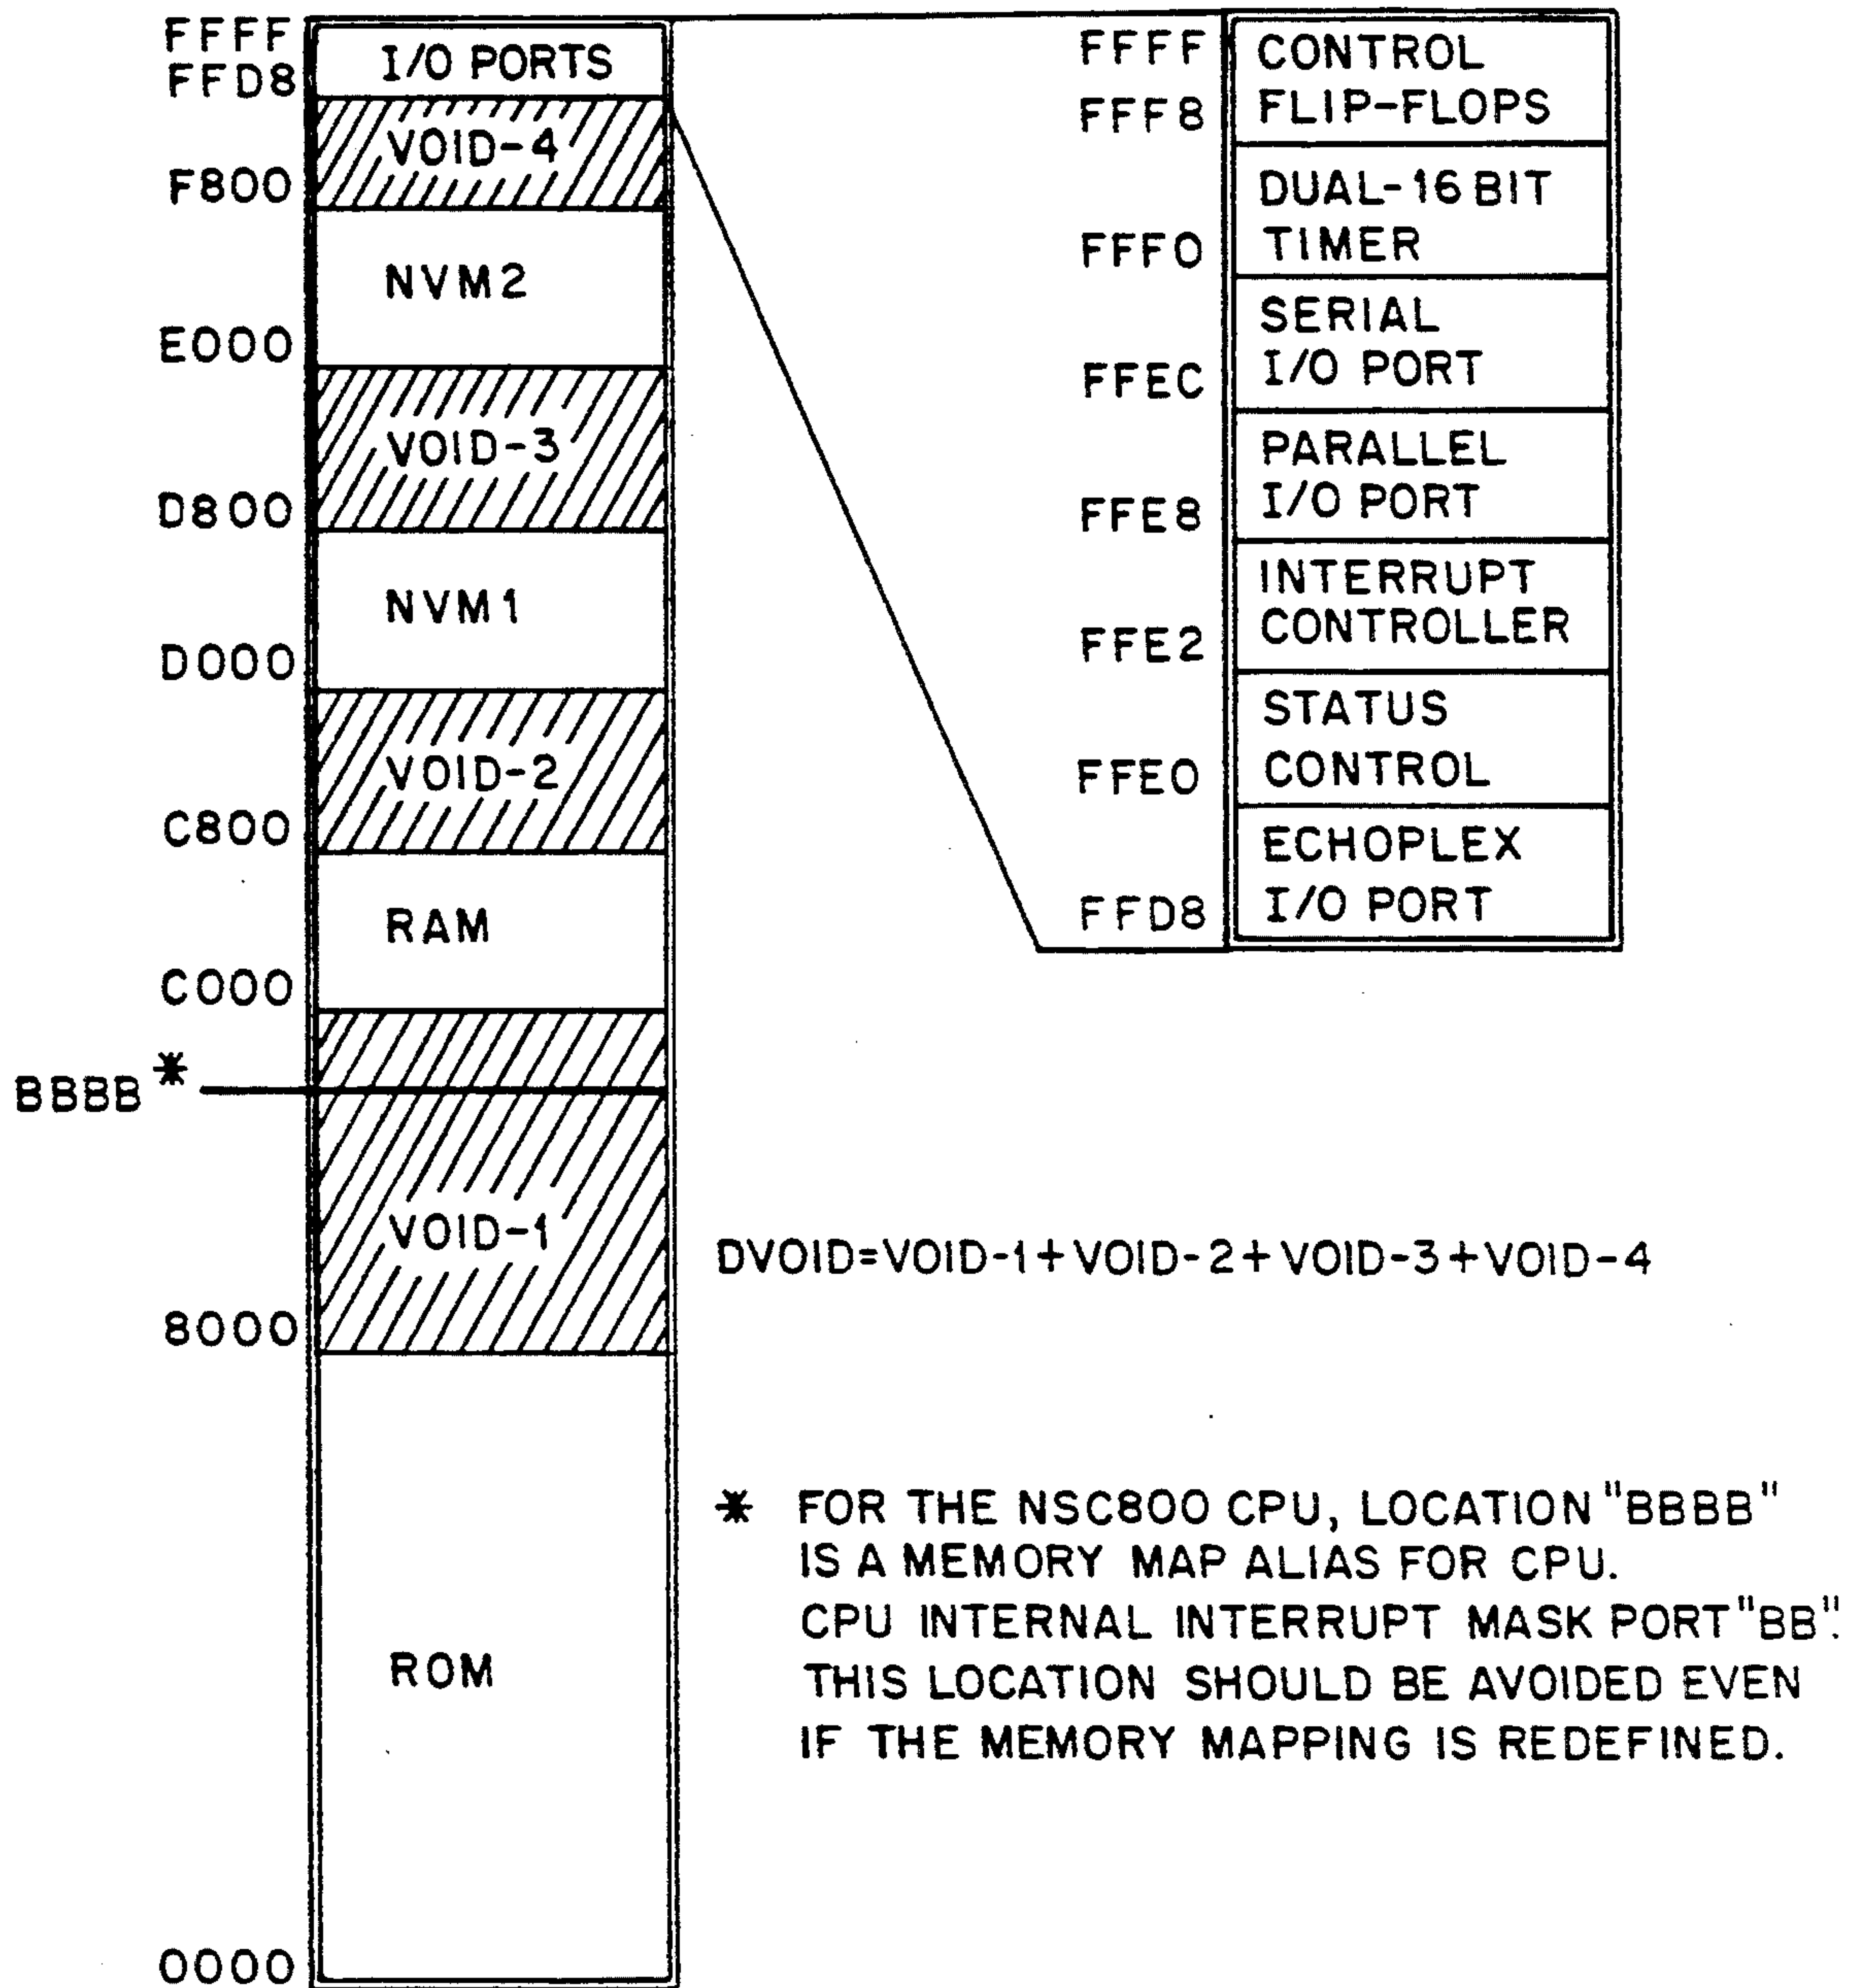 FFFF
FFD8
I/O PORTS
VOID-4
F800
NVM2
E000
VOID-3
D800
NVM1
D000
VOID-2
C800
RAM
C000
BBBB *
VOID-1
8000
ROM
0000
FFFF
CONTROL
FLIP-FLOPS
FFF8
DUAL-16 BIT
TIMER
FFF0
SERIAL
I/O PORT
FFEC
PARALLEL
I/O PORT
FFE8
INTERRUPT
CONTROLLER
FFE2
STATUS
CONTROL
FFE0
ECHOPLEX
I/O PORT
FFD8
DVOID=VOID-1+VOID-2+VOID-3+VOID-4
* FOR THE NSC800 CPU, LOCATION "BBBB"
IS A MEMORY MAP ALIAS FOR CPU.
CPU INTERNAL INTERRUPT MASK PORT "BB".
THIS LOCATION SHOULD BE AVOIDED EVEN
IF THE MEMORY MAPPING IS REDEFINED.